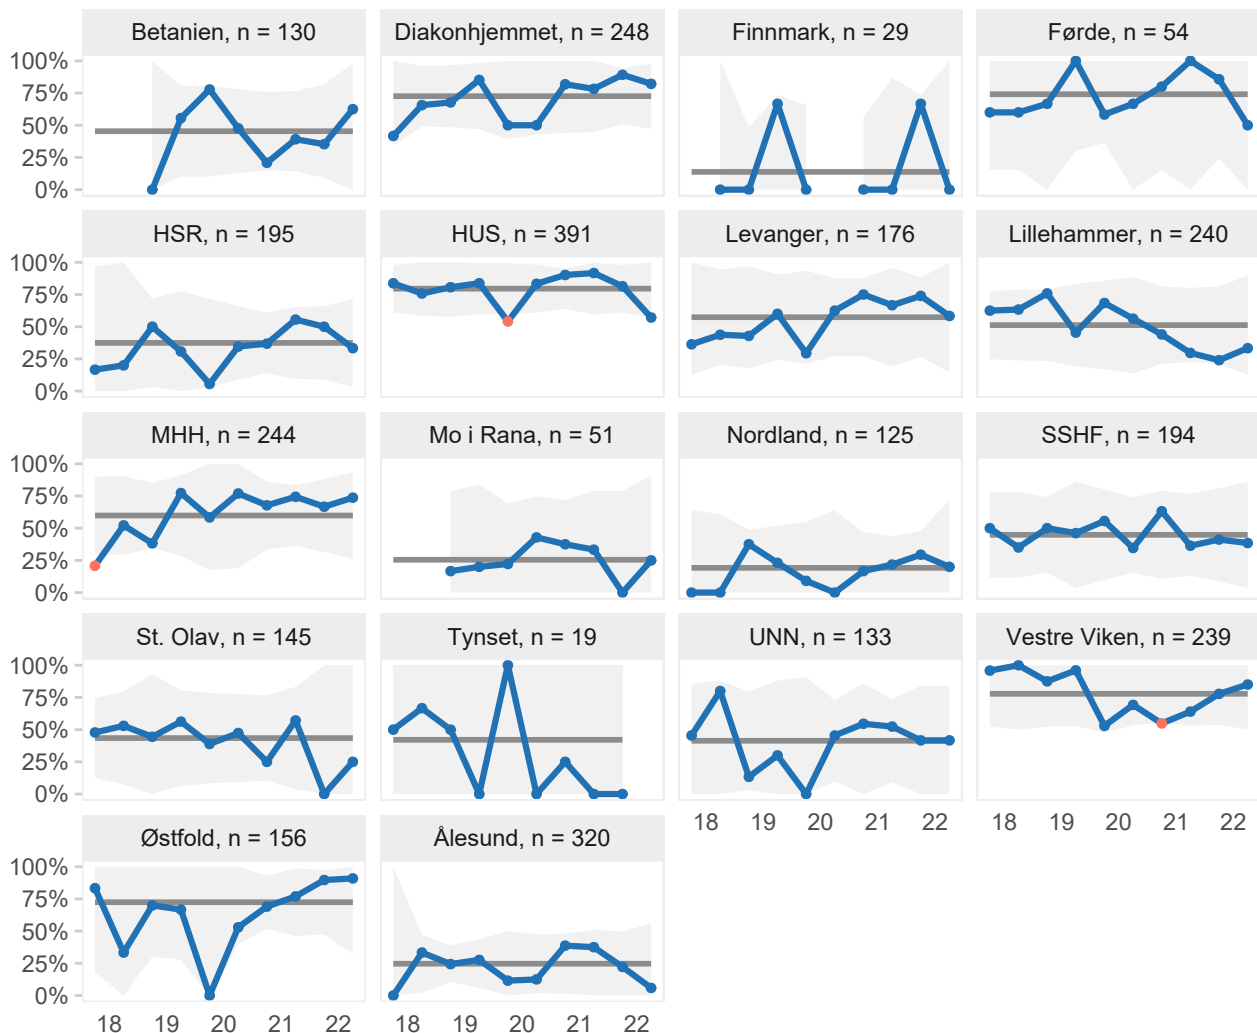 Betanien, n = 130
Diakonhjemmet, n = 248
Finnmark, n = 29
Førde, n = 54
100%
75%
50%
25%
0%
HSR, n = 195
HUS, n = 391
Levanger, n = 176
Lillehammer, n = 240
100%
75%
50%
25%
0%
MHH, n = 244
Mo i Rana, n = 51
Nordland, n = 125
SSHF, n = 194
100%
75%
50%
25%
0%
St. Olav, n = 145
Tynset, n = 19
UNN, n = 133
Vestre Viken, n = 239
100%
75%
50%
25%
0%
18 19 20 21 22
18 19 20 21 22
Østfold, n = 156
Ålesund, n = 320
100%
75%
50%
25%
0%
18 19 20 21 22
18 19 20 21 22